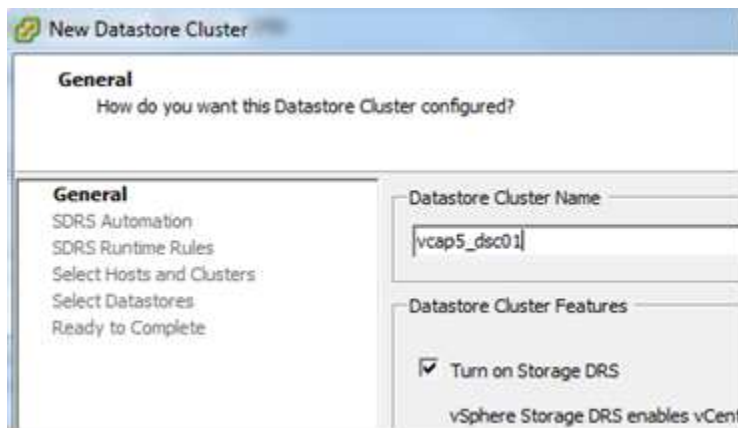 New Datastore Cluster
General
How do you want this Datastore Cluster configured?
General
SDRS Automation
SDRS Runtime Rules
Select Hosts and Clusters
Select Datastores
Ready to Complete
Datastore Cluster Name
vcap5_dsc01
Datastore Cluster Features
Turn on Storage DRS
vSphere Storage DRS enables vCent